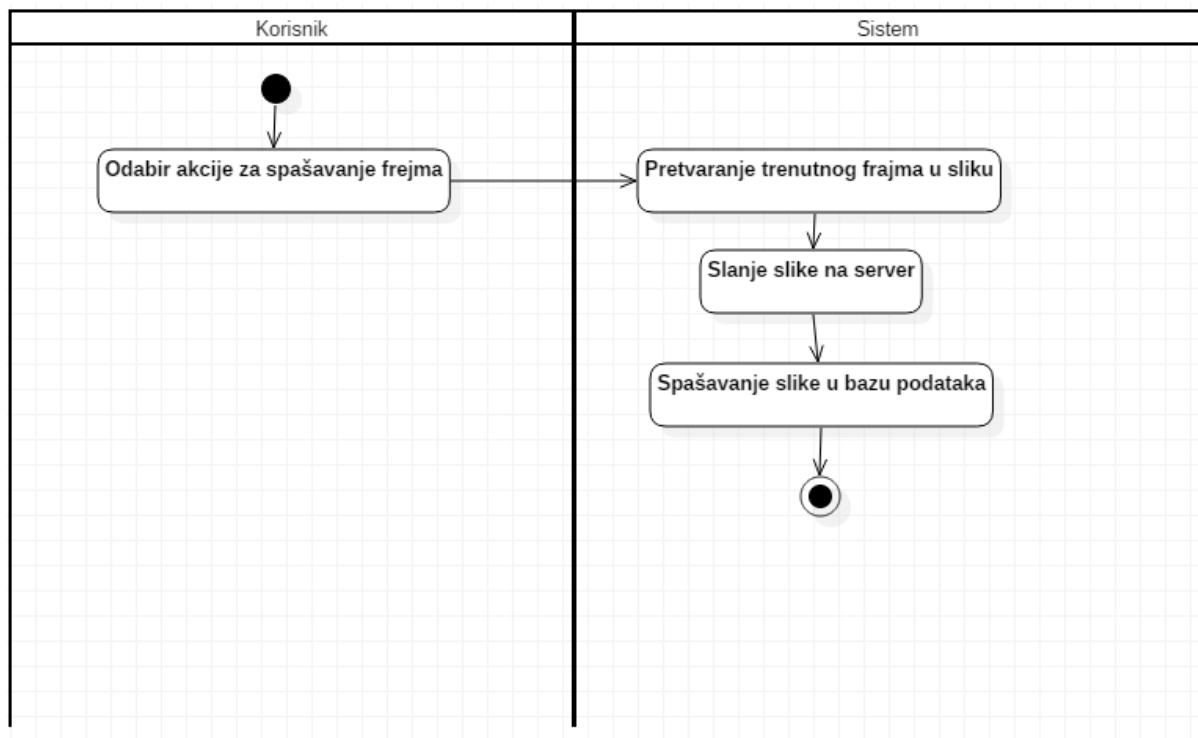 Korisnik
Sistem
Odabir akcije za spašavanje frejma
Pretvaranje trenutnog frajma u sliku
Slanje slike na server
Spašavanje slike u bazu podataka